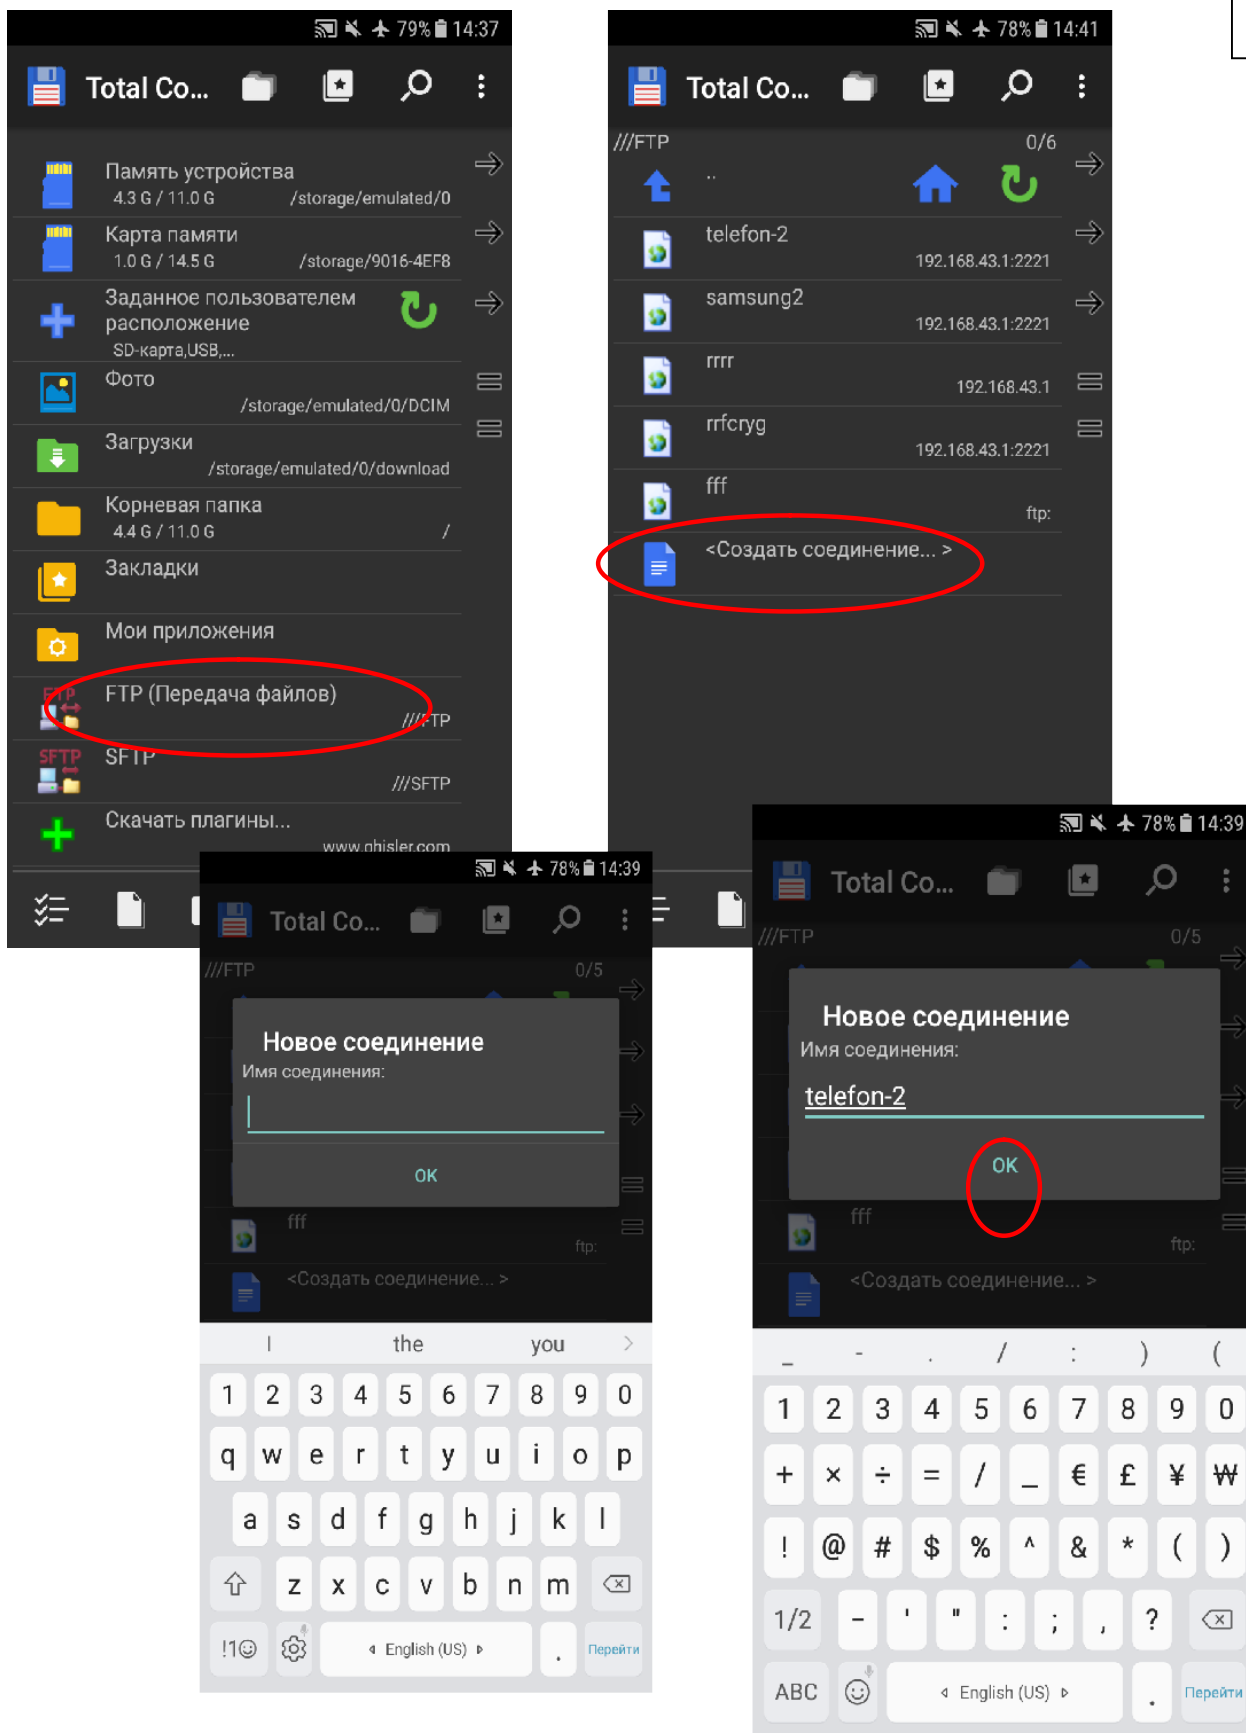 79% 14:37
Total Co...
Память устройства
4.3 G / 11.0 G /storage/emulated/0
Карта памяти
1.0 G / 14.5 G /storage/9016-4EF8
Заданное пользователем
расположение
SD-карта,USB,...
Фото
/storage/emulated/0/DCIM
Загрузки
/storage/emulated/0/download
Корневая папка
4.4 G / 11.0 G /
Закладки
Мои приложения
FTP (Передача файлов)
FTP
///FTP
SFTP
SFTP
///SFTP
Скачать плагины...
www.ghisler.com
78% 14:41
Total Co...
///FTP 0/6
..
telefon-2
192.168.43.1:2221
samsung2
192.168.43.1:2221
rrrr
192.168.43.1
rrfcryg
192.168.43.1:2221
fff
ftp:
<Создать соединение... >
78% 14:39
Total Co...
///FTP 0/5
Новое соединение
Имя соединения:
OK
fff
ftp:
<Создать соединение... >
I the you >
1 2 3 4 5 6 7 8 9 0
q w e r t y u i o p
a s d f g h j k l
z x c v b n m
!1☺ English (US) . Перейти
78% 14:39
Total Co...
///FTP 0/5
Новое соединение
Имя соединения:
telefon-2
OK
fff
ftp:
<Создать соединение... >
_ - . / : ) (
1 2 3 4 5 6 7 8 9 0
+ × ÷ = / _ € £ ¥ ₩
! @ # $ % ^ & * ( )
1/2 - ' " : ; , ?
ABC English (US) . Перейти